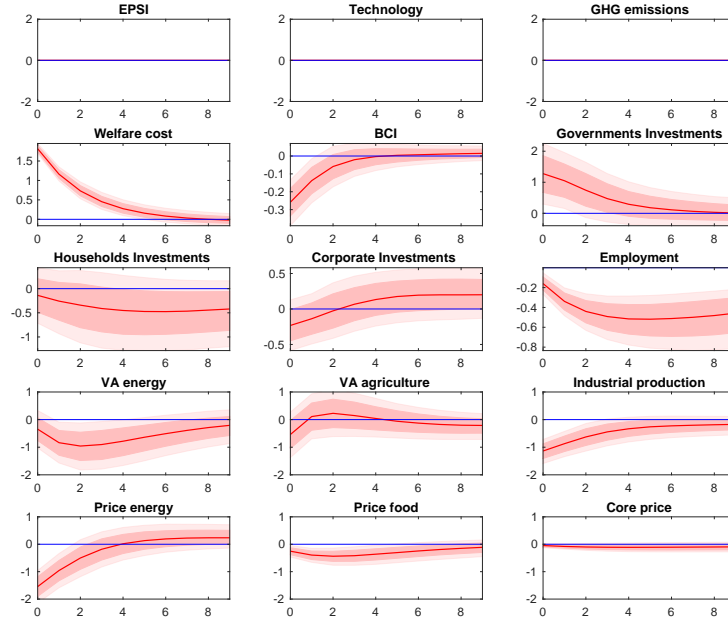 EPSI Technology GHG emissions
2 2 2
0 0 0
-2 -2 -2
0 2 4 6 8 0 2 4 6 8 0 2 4 6 8
Welfare cost BCI Governments Investments
1.5 0 2
1 -0.1 1
0.5 -0.2
0 -0.3 0
0 2 4 6 8 0 2 4 6 8 0 2 4 6 8
Households Investments Corporate Investments Employment
0 0.5 -0.2
-0.5 0 -0.4
-1 -0.5 -0.6
-0.8
0 2 4 6 8 0 2 4 6 8 0 2 4 6 8
VA energy VA agriculture Industrial production
1 1 1
0 0 0
-1 -1 -1
-2 -2 -2
0 2 4 6 8 0 2 4 6 8 0 2 4 6 8
Price energy Price food Core price
1 1 1
0 0 0
-1 -1 -1
-2 -2 -2
0 2 4 6 8 0 2 4 6 8 0 2 4 6 8